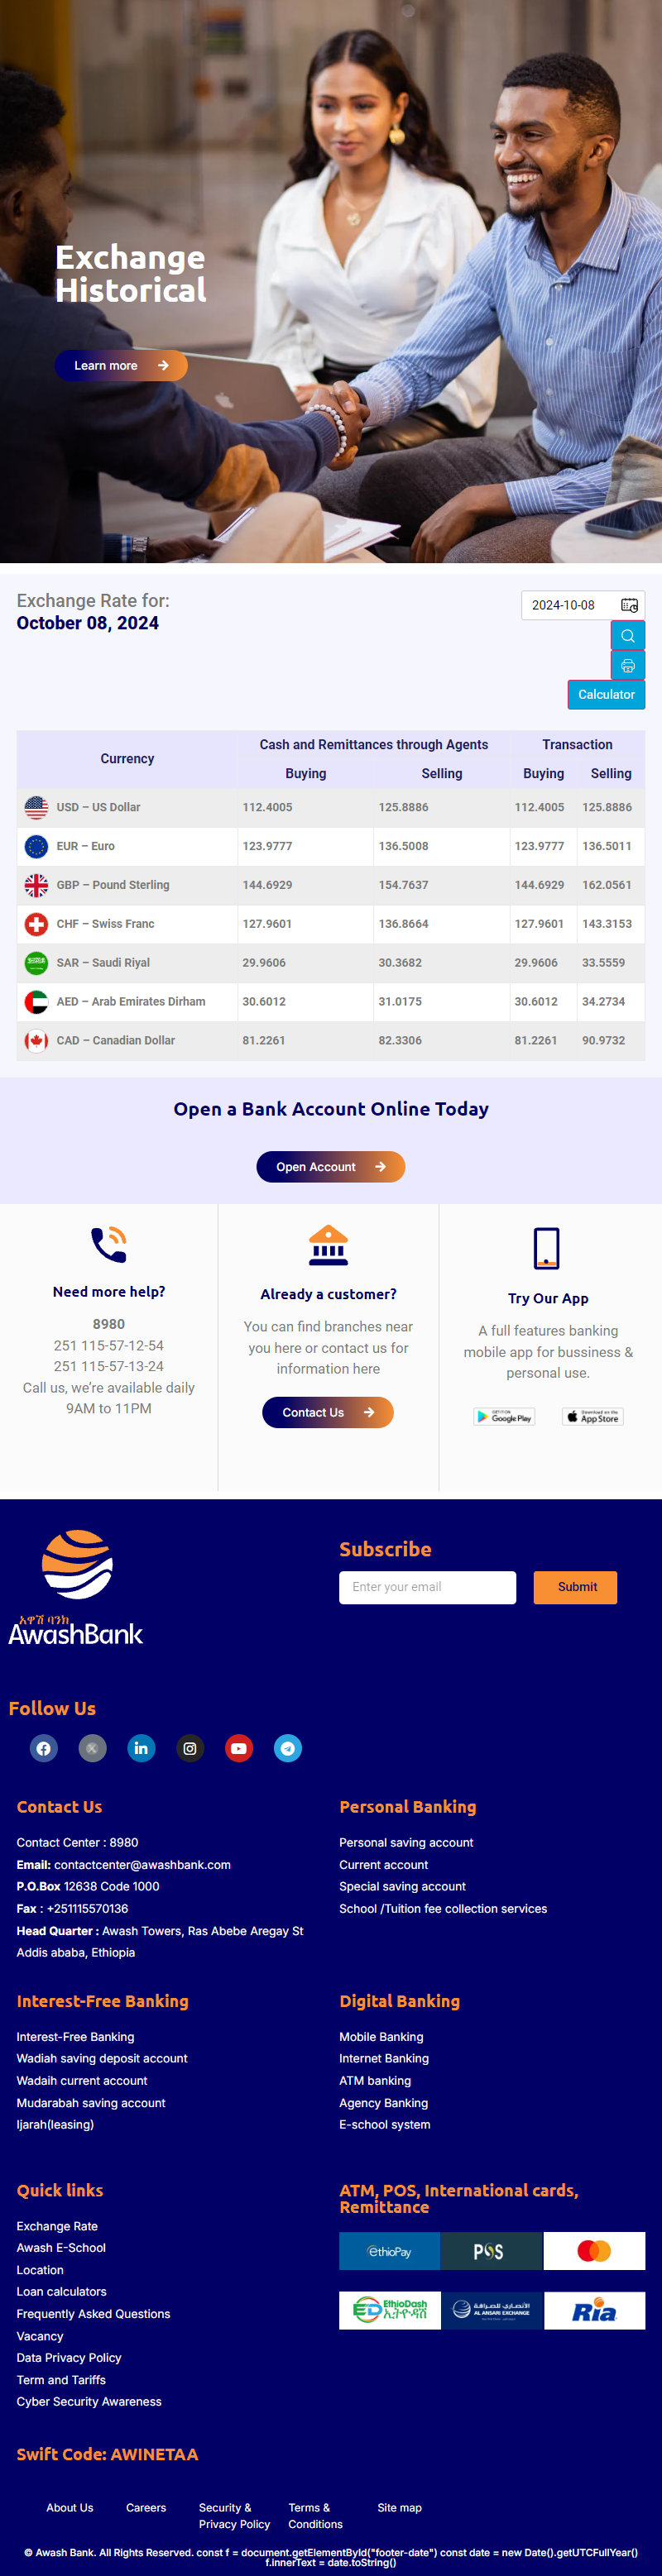 Exchange
Historical
Learn more
Exchange Rate for:
October 08, 2024
2024-10-08
Calculator
Currency
Cash and Remittances through Agents
Transaction
Buying
Selling
Buying
Selling
USD – US Dollar 112.4005 125.8886 112.4005 125.8886
EUR – Euro 123.9777 136.5008 123.9777 136.5011
GBP – Pound Sterling 144.6929 154.7637 144.6929 162.0561
CHF – Swiss Franc 127.9601 136.8664 127.9601 143.3153
SAR – Saudi Riyal 29.9606 30.3682 29.9606 33.5559
AED – Arab Emirates Dirham 30.6012 31.0175 30.6012 34.2734
CAD – Canadian Dollar 81.2261 82.3306 81.2261 90.9732
Open a Bank Account Online Today
Open Account
Need more help?
8980
251 115-57-12-54
251 115-57-13-24
Call us, we're available daily
9AM to 11PM
Already a customer?
You can find branches near
you here or contact us for
information here
Contact Us
Try Our App
A full features banking
mobile app for bussiness &
personal use.
GET IT ON
Google Play
Download on the
App Store
አዋሽ ባንክ
AwashBank
Subscribe
Enter your email
Submit
Follow Us
Contact Us
Contact Center : 8980
Email: contactcenter@awashbank.com
P.O.Box 12638 Code 1000
Fax : +251115570136
Head Quarter : Awash Towers, Ras Abebe Aregay St
Addis ababa, Ethiopia
Personal Banking
Personal saving account
Current account
Special saving account
School /Tuition fee collection services
Interest-Free Banking
Interest-Free Banking
Wadiah saving deposit account
Wadaih current account
Mudarabah saving account
Ijarah(leasing)
Digital Banking
Mobile Banking
Internet Banking
ATM banking
Agency Banking
E-school system
Quick links
Exchange Rate
Awash E-School
Location
Loan calculators
Frequently Asked Questions
Vacancy
Data Privacy Policy
Term and Tariffs
Cyber Security Awareness
ATM, POS, International cards,
Remittance
ethioPay
POS
EthioDash
ኢትዮዳሽ
الأنصاري للصرافة
AL ANSARI EXCHANGE
Ria
Swift Code: AWINETAA
About Us
Careers
Security &
Privacy Policy
Terms &
Conditions
Site map
© Awash Bank. All Rights Reserved. const f = document.getElementById("footer-date") const date = new Date().getUTCFullYear()
f.innerText = date.toString()